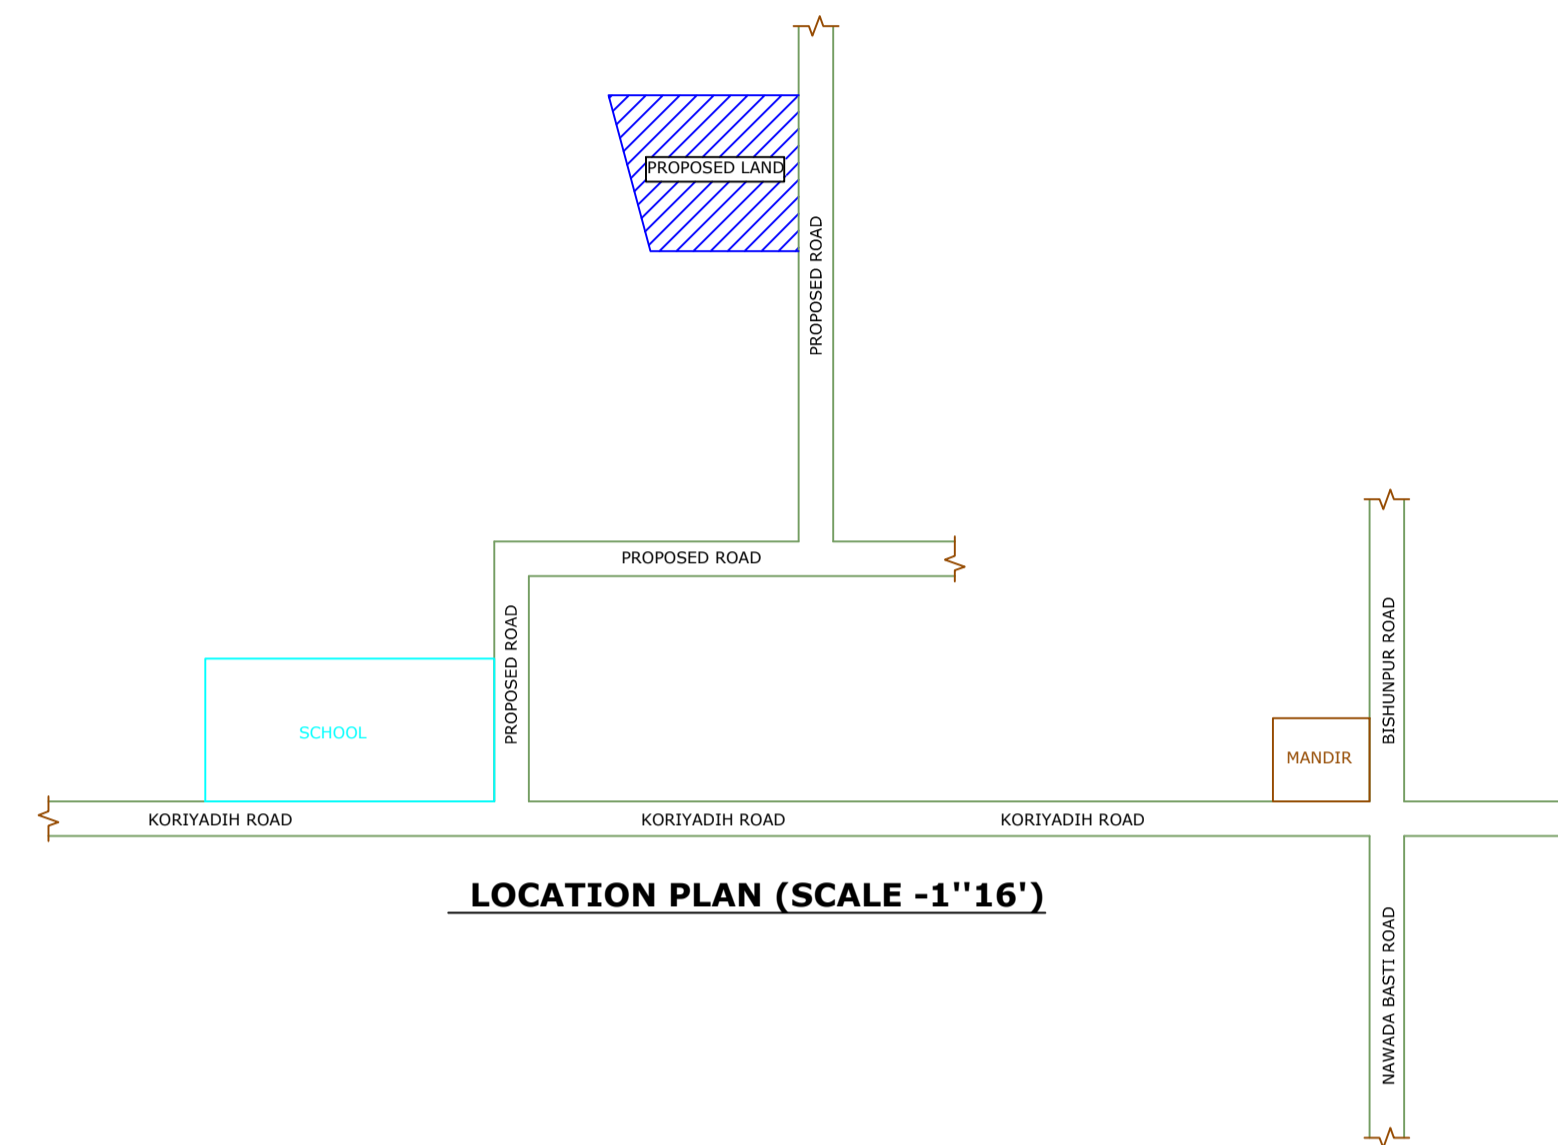 PROPOSED LAND
PROPOSED ROAD
PROPOSED ROAD
PROPOSED ROAD
BISHUNPUR ROAD
SCHOOL
MANDIR
KORIYADIH ROAD
KORIYADIH ROAD
KORIYADIH ROAD
LOCATION PLAN (SCALE -1''16')
NAWADA BASTI ROAD